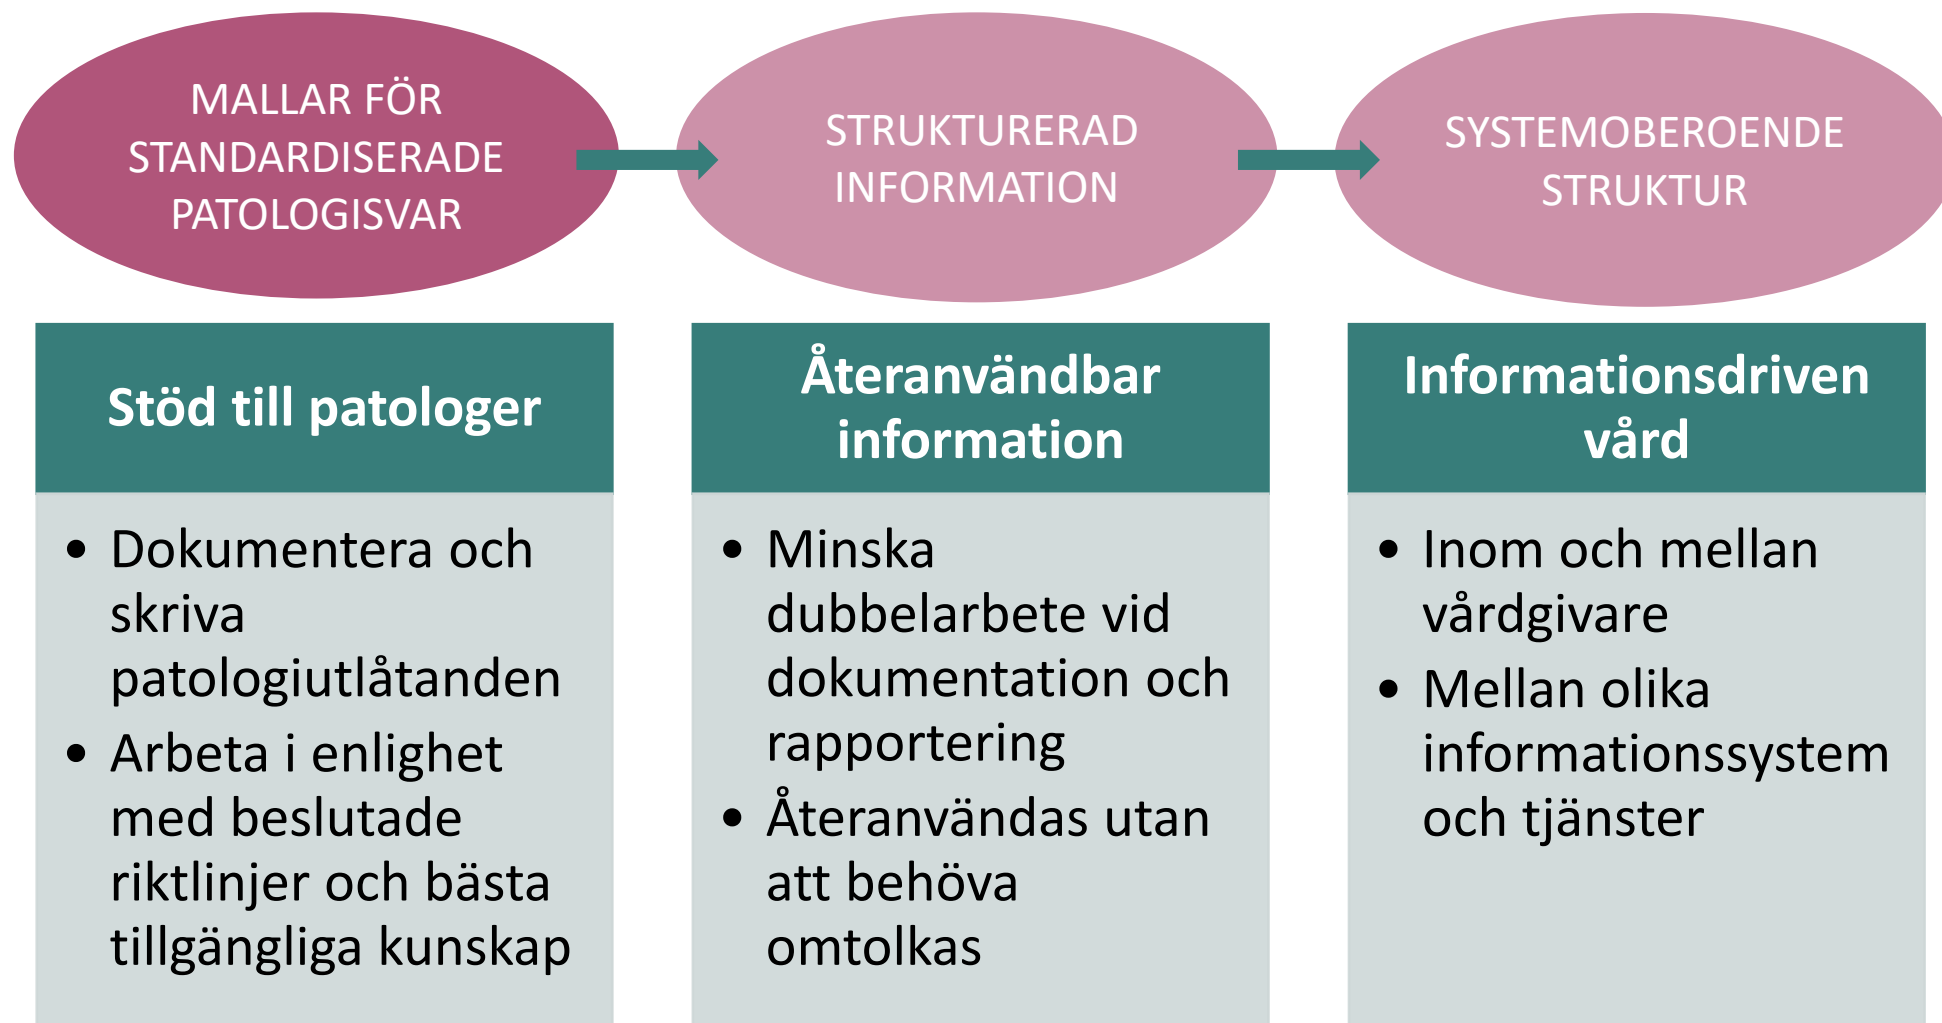 MALLAR FÖR
STANDARDISERADE
PATOLOGISVAR
STRUKTURERAD
INFORMATION
SYSTEMOBEROENDE
STRUKTUR
Stöd till patologer
• Dokumentera och
skriva
patologiutlåtanden
• Arbeta i enlighet
med beslutade
riktlinjer och bästa
tillgängliga kunskap
Återanvändbar
information
• Minska
dubbelarbete vid
dokumentation och
rapportering
• Återanvändas utan
att behöva
omtolkas
Informationsdriven
vård
• Inom och mellan
vårdgivare
• Mellan olika
informationssystem
och tjänster